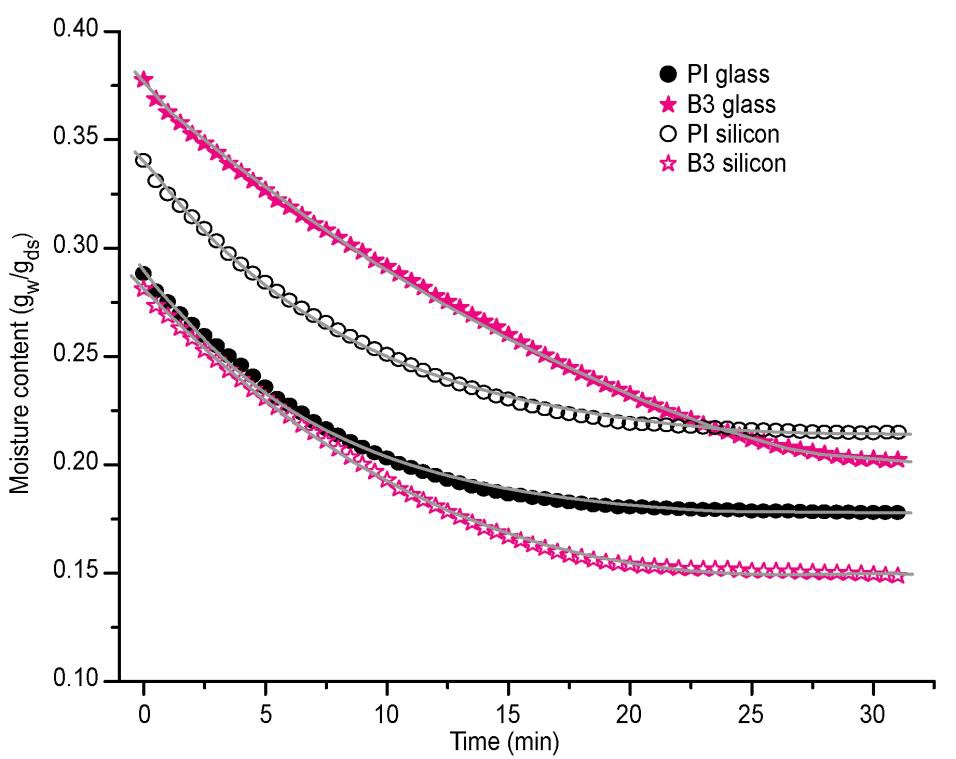 0.40
0.35
0.30
0.25
0.20
0.15
0.10
Moisture content (gw/gds)
PI glass
B3 glass
PI silicon
B3 silicon
0 5 10 15 20 25 30
Time (min)